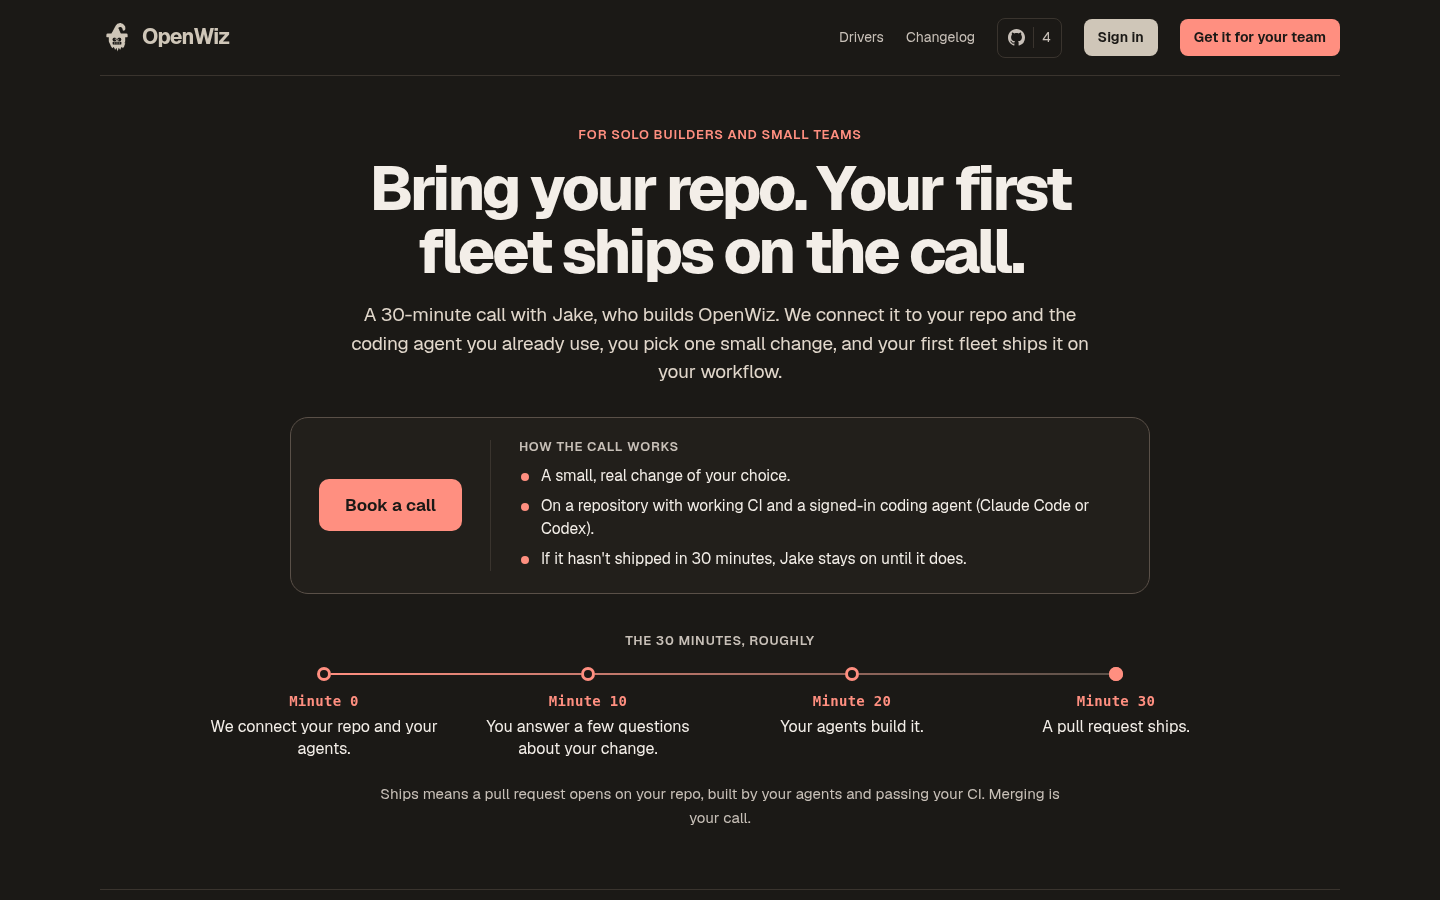 OpenWiz
Drivers
Changelog
4
Sign in
Get it for your team
FOR SOLO BUILDERS AND SMALL TEAMS
Bring your repo. Your first
fleet ships on the call.
A 30-minute call with Jake, who builds OpenWiz. We connect it to your repo and the
coding agent you already use, you pick one small change, and your first fleet ships it on
your workflow.
Book a call
HOW THE CALL WORKS
A small, real change of your choice.
On a repository with working CI and a signed-in coding agent (Claude Code or
Codex).
If it hasn't shipped in 30 minutes, Jake stays on until it does.
THE 30 MINUTES, ROUGHLY
Minute 0
We connect your repo and your
agents.
Minute 10
You answer a few questions
about your change.
Minute 20
Your agents build it.
Minute 30
A pull request ships.
Ships means a pull request opens on your repo, built by your agents and passing your CI. Merging is
your call.